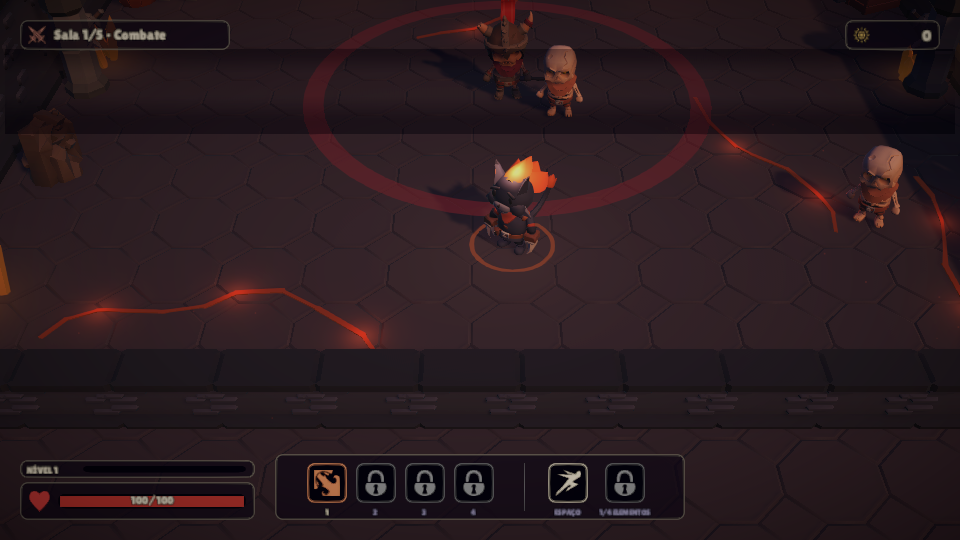 Sala 1/5 - Combate
0
NÍVEL 1
100/100
1
2
3
4
ESPAÇO
1/4 ELEMENTOS